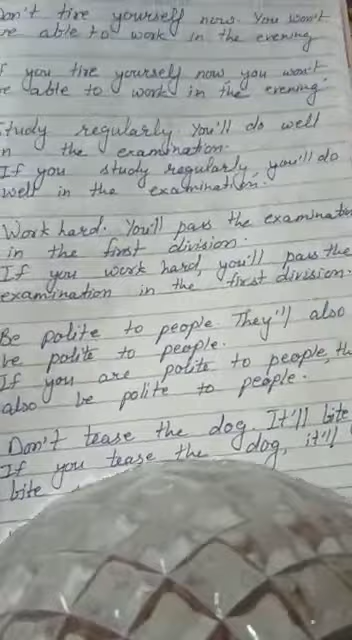 Don't tire yourself now. You won't
be able to work in the evening
If you tire yourself now you won't
be able to work in the evening.
Study regularly. You'll do well
in the examination.
If you study regularly, you'll do
well in the examination.
Work hard. You'll pass the examination
in the first division.
If you work hard, you'll pass the
examination in the first division.
Be polite to people. They'll also
be polite to people.
If you are polite to people, th
also be polite to people.
Don't tease the dog. It'll bite
If you tease the dog, it'll
bite